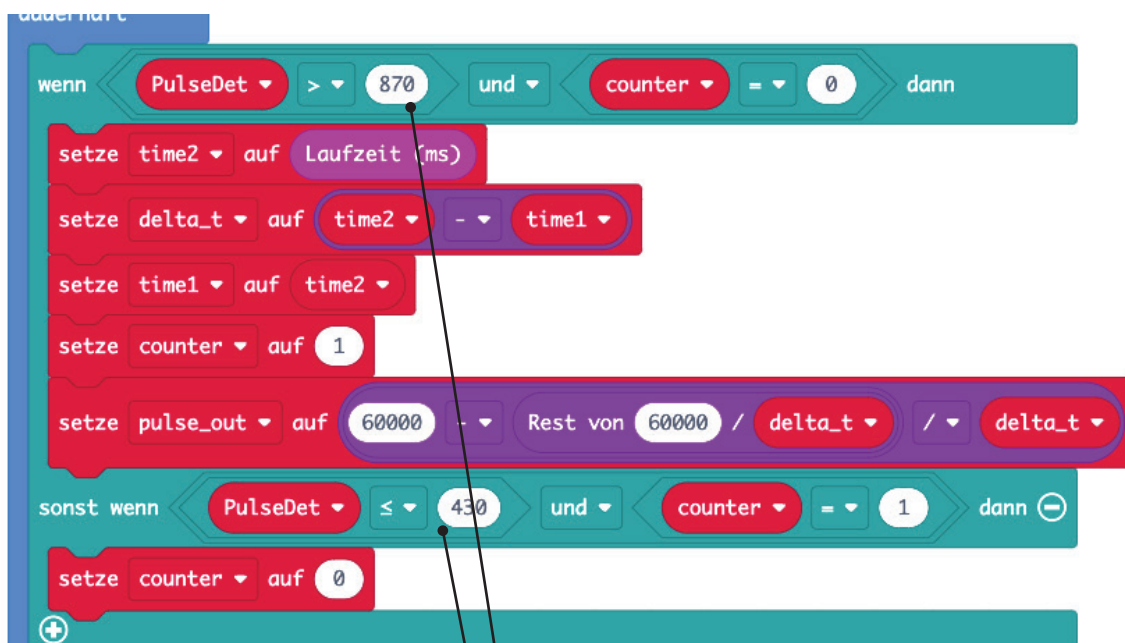 dauerhaft
wenn PulseDet > 870 und counter = 0 dann
setze time2 auf Laufzeit (ms)
setze delta_t auf time2 - time1
setze time1 auf time2
setze counter auf 1
setze pulse_out auf 60000 - Rest von 60000 / delta_t / delta_t
sonst wenn PulseDet ≤ 430 und counter = 1 dann
setze counter auf 0